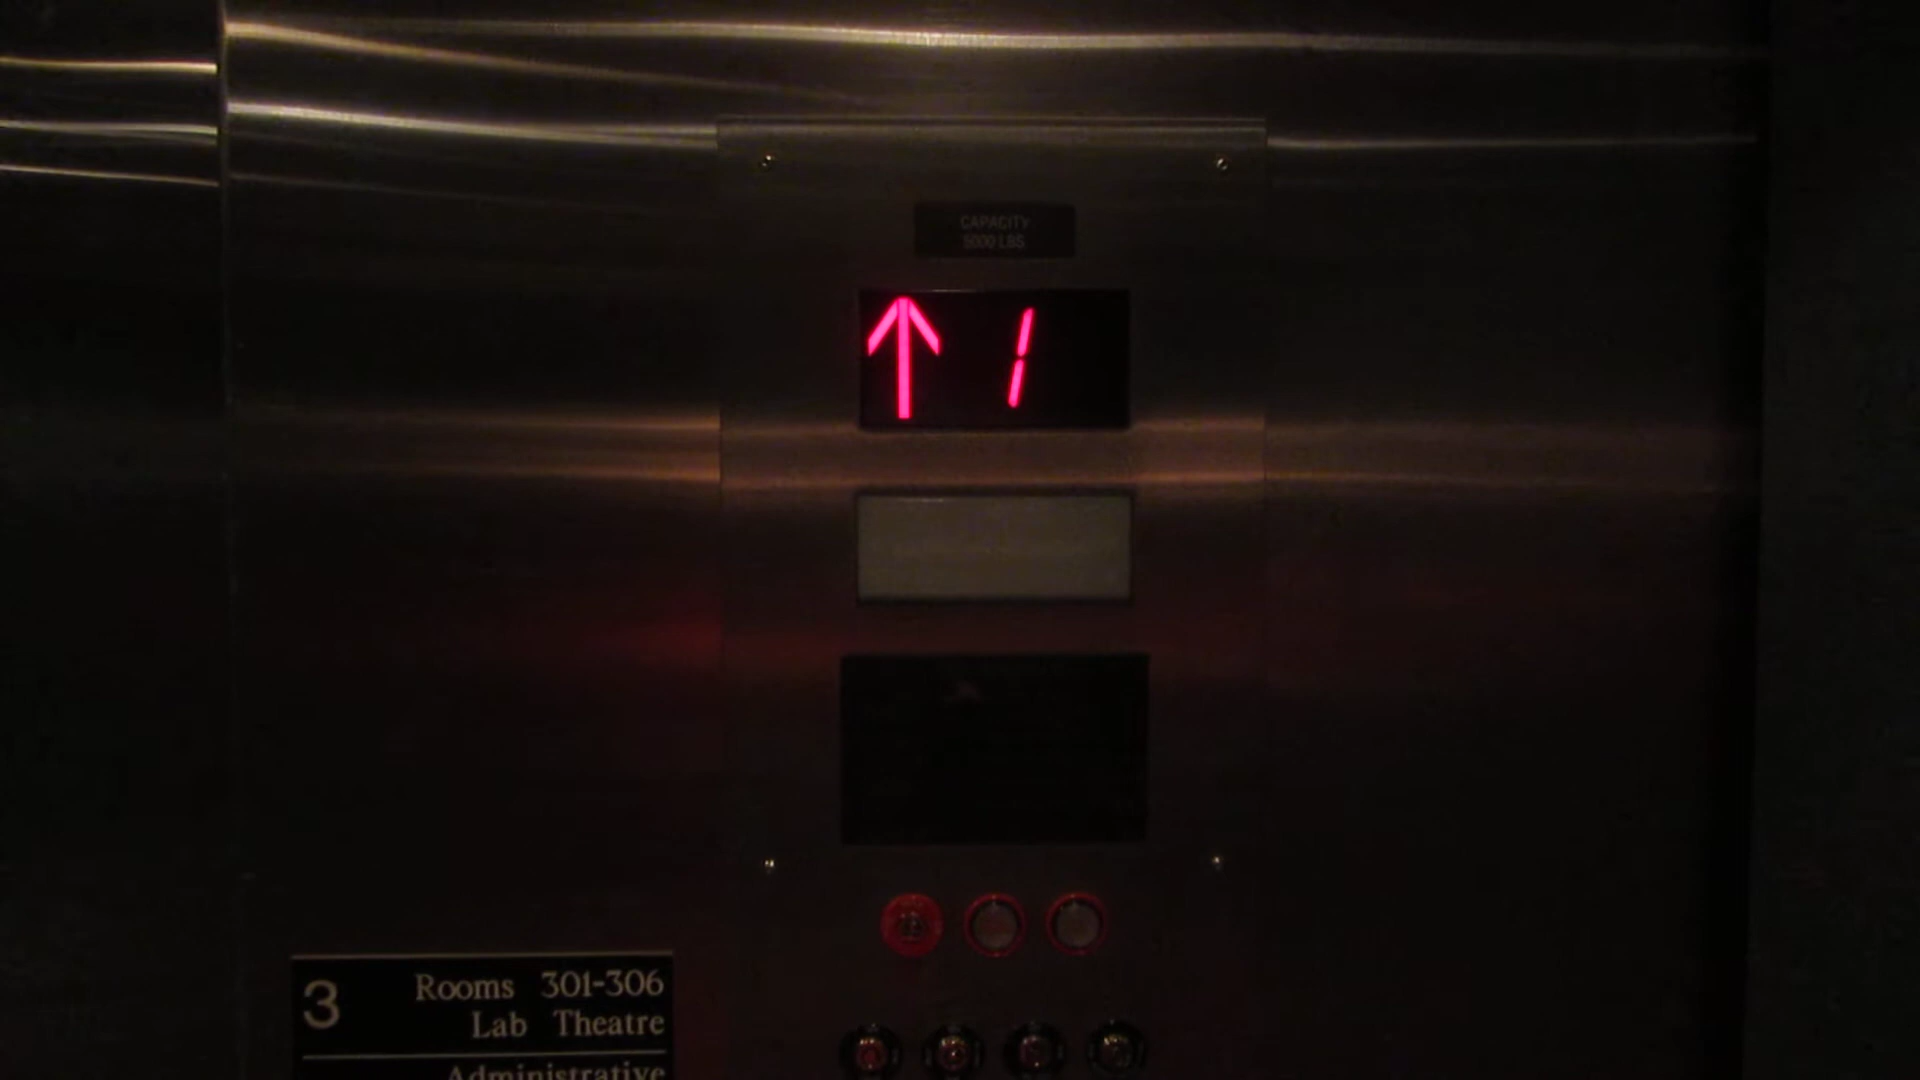 CAPACITY
5000 LBS
1
3 Rooms 301-306
Lab Theatre
Administrative